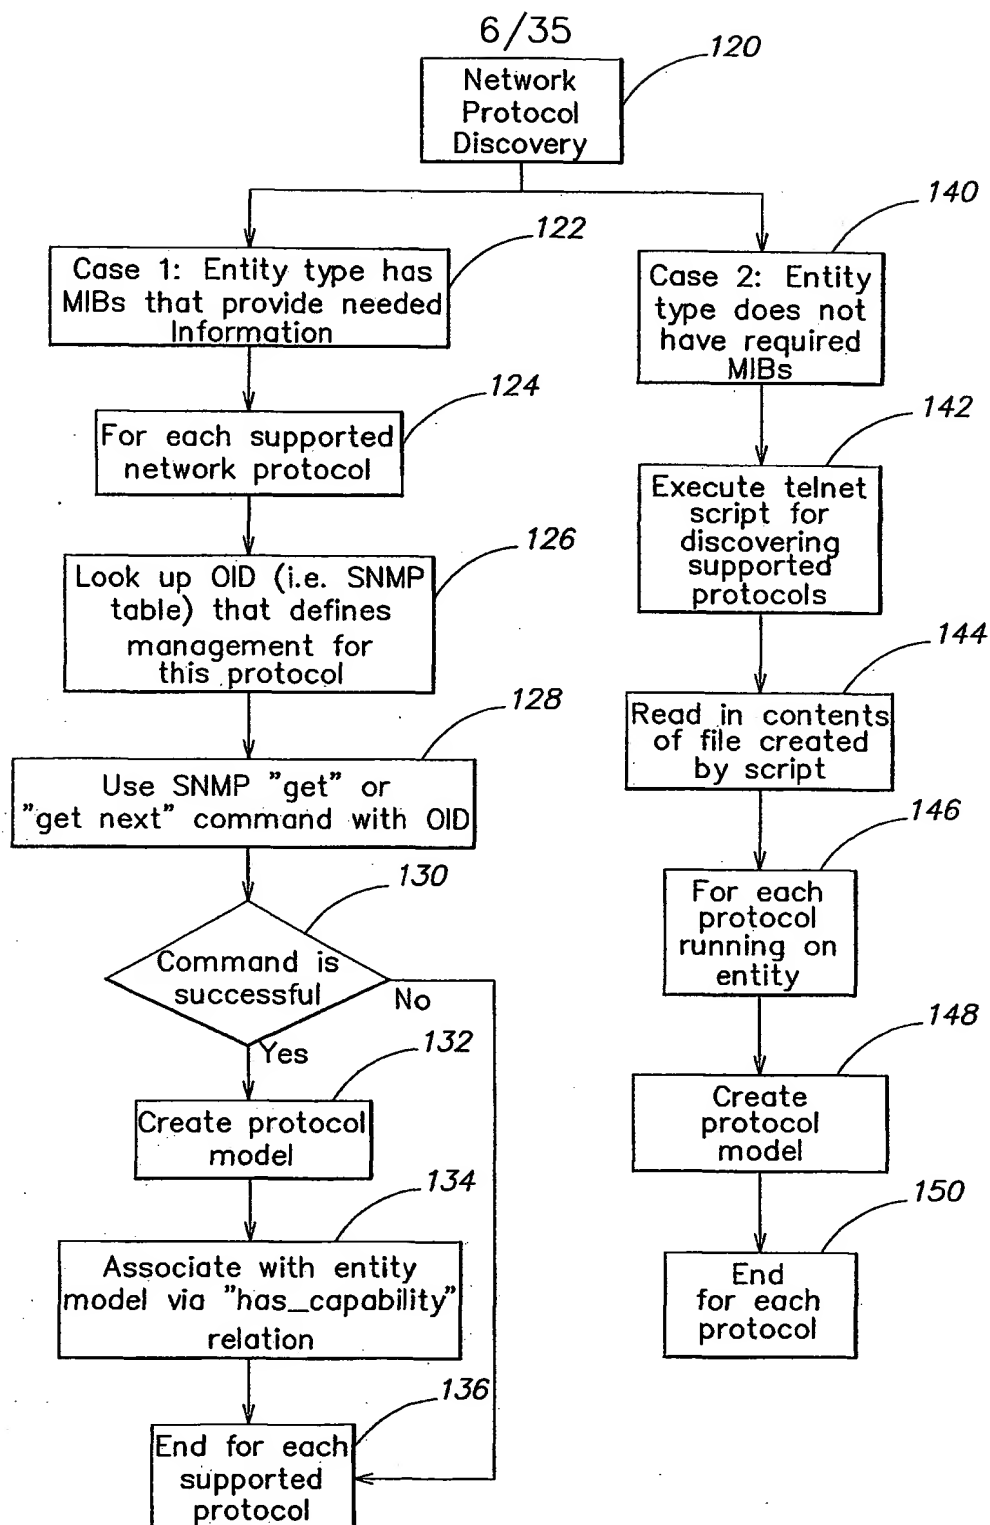 6/35
120
Network
Protocol
Discovery
122
Case 1: Entity type has
MIBs that provide needed
Information
124
For each supported
network protocol
126
Look up OID (i.e. SNMP
table) that defines
management for
this protocol
128
Use SNMP "get" or
"get next" command with OID
130
Command is
successful
No
Yes
132
Create protocol
model
134
Associate with entity
model via "has_capability"
relation
136
End for each
supported
protocol
140
Case 2: Entity
type does not
have required
MIBs
142
Execute telnet
script for
discovering
supported
protocols
144
Read in contents
of file created
by script
146
For each
protocol
running on
entity
148
Create
protocol
model
150
End
for each
protocol